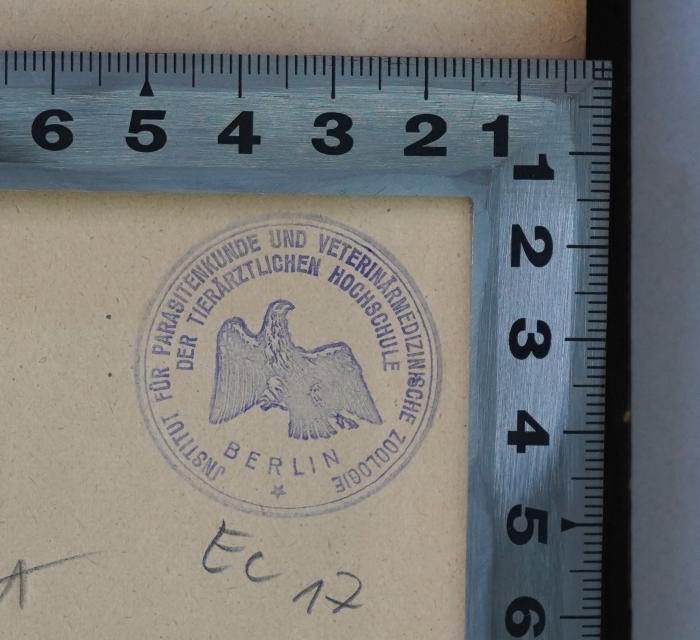 6 5 4 3 2 1
1
2
3
4
5
6
INSTITUT FÜR PARASITENKUNDE UND VETERINÄRMEDIZINISCHE ZOOLOGIE
DER TIERÄRZTLICHEN HOCHSCHULE
BERLIN
Ec 17